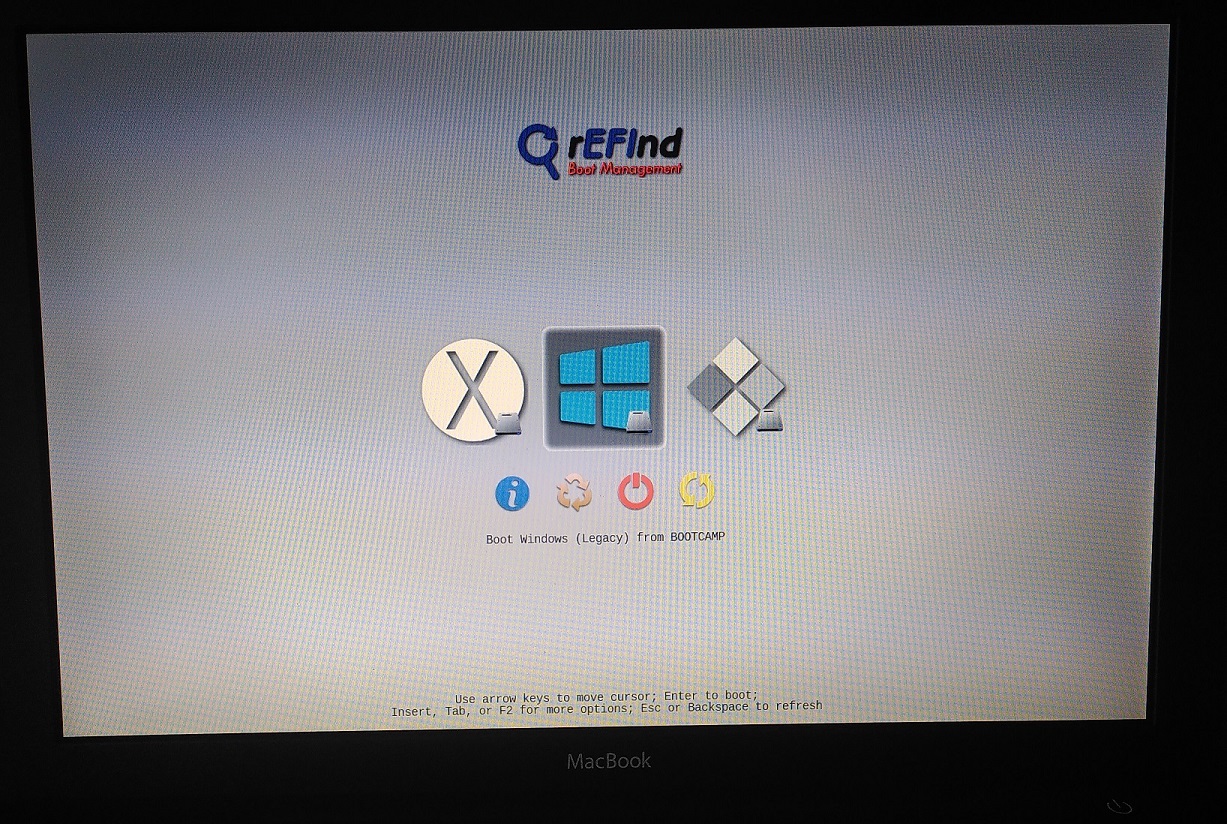 rEFInd
Boot Management
Boot Windows (Legacy) from BOOTCAMP
Use arrow keys to move cursor; Enter to boot;
Insert, Tab, or F2 for more options; Esc or Backspace to refresh
MacBook